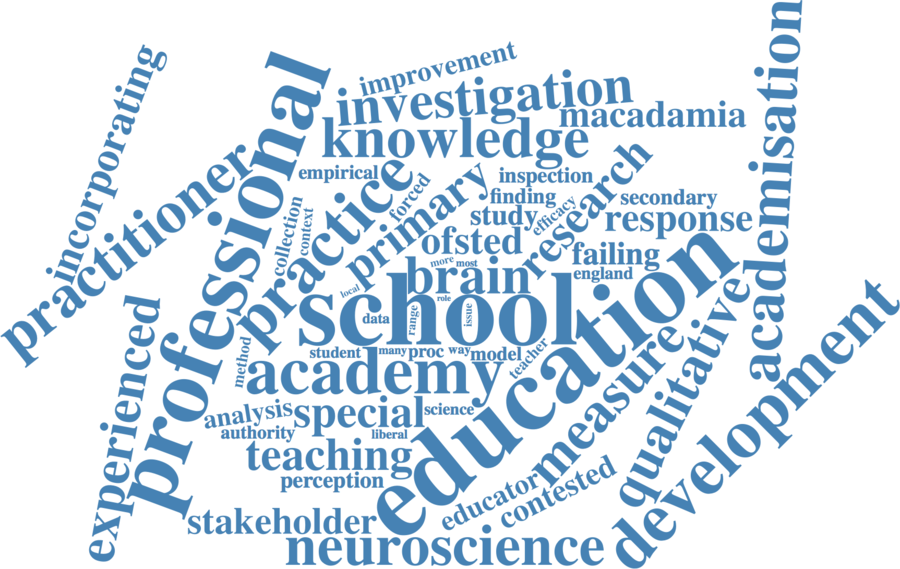 improvement
incorporating
professional
investigation
macadamia
academisation
knowledge
practitioner
empirical
practice
forced
primary
inspection
research
finding
secondary
study
efficacy
response
collection
context
ofsted
failing
more
most
brain
england
local
role
school
education
data
range
issue
experienced
method
student
many
proc
way
model
teacher
academy
measure
qualitative
development
analysis
special
science
authority
liberal
teaching
perception
educator
contested
stakeholder
neuroscience